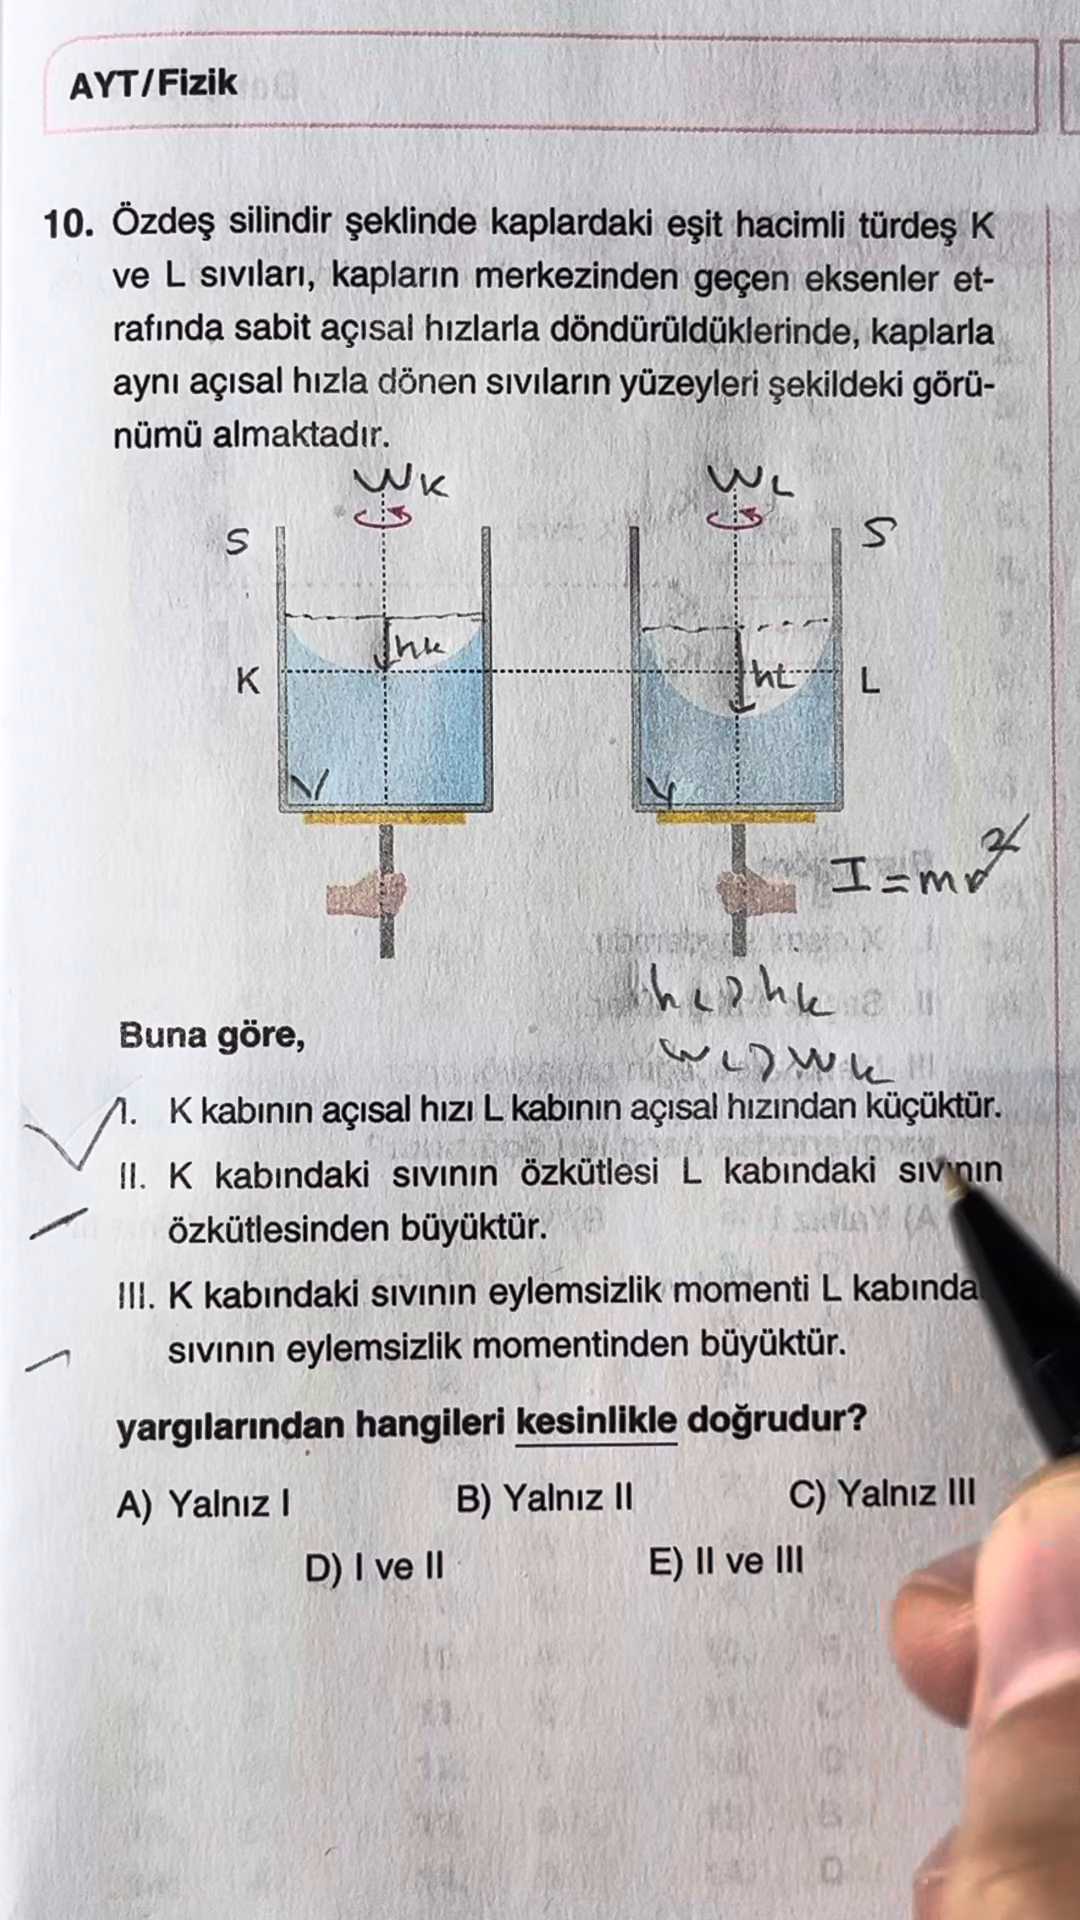 AYT/Fizik
10. Özdeş silindir şeklinde kaplardaki eşit hacimli türdeş K
ve L sıvıları, kapların merkezinden geçen eksenler et-
rafında sabit açısal hızlarla döndürüldüklerinde, kaplarla
aynı açısal hızla dönen sıvıların yüzeyleri şekildeki görü-
nümü almaktadır.
WK WL
S S
hk
K ht L
V V
I = mr²
hL > hk
Buna göre,
wL > wk
I. K kabının açısal hızı L kabının açısal hızından küçüktür.
II. K kabındaki sıvının özkütlesi L kabındaki sıvının
özkütlesinden büyüktür.
III. K kabındaki sıvının eylemsizlik momenti L kabında
sıvının eylemsizlik momentinden büyüktür.
yargılarından hangileri kesinlikle doğrudur?
A) Yalnız I B) Yalnız II C) Yalnız III
D) I ve II E) II ve III